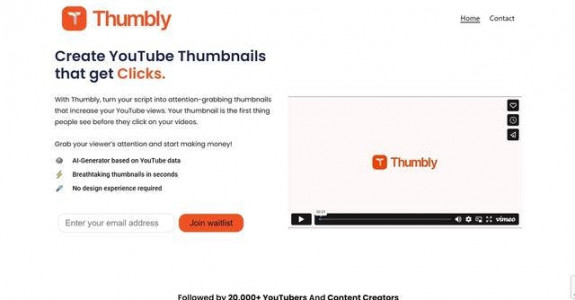 Thumbly
Home Contact
Create YouTube Thumbnails
that get Clicks.
With Thumbly, turn your script into attention-grabbing thumbnails
that increase your YouTube views. Your thumbnail is the first thing
people see before they click on your videos.
Grab your viewer's attention and start making money!
AI-Generator based on YouTube data
Breathtaking thumbnails in seconds
No design experience required
Enter your email address Join waitlist
Thumbly
vimeo
Followed by 20,000+ YouTubers And Content Creators